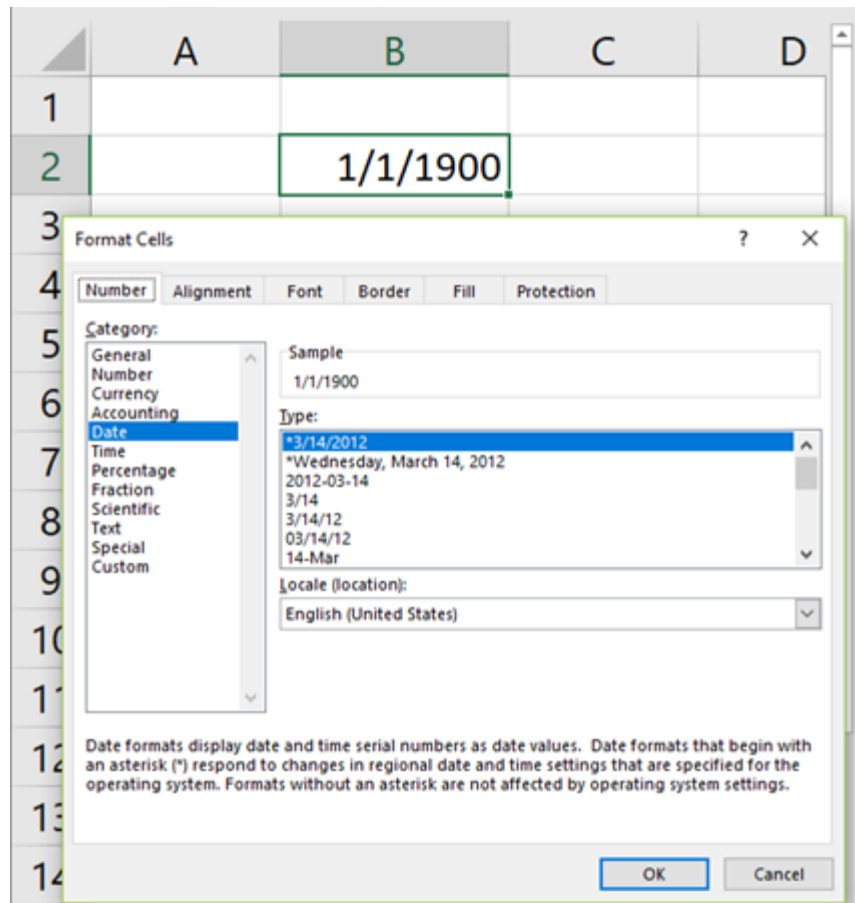 A B C D
1
2 1/1/1900
3
Format Cells ? ×
4
Number Alignment Font Border Fill Protection
5
Category:
General
Number
Currency
Accounting
Date
Time
Percentage
Fraction
Scientific
Text
Special
Custom
Sample
1/1/1900
Type:
*3/14/2012
*Wednesday, March 14, 2012
2012-03-14
3/14
3/14/12
03/14/12
14-Mar
Locale (location):
English (United States)
6
7
8
9
10
11
12
13
14
Date formats display date and time serial numbers as date values. Date formats that begin with
an asterisk (*) respond to changes in regional date and time settings that are specified for the
operating system. Formats without an asterisk are not affected by operating system settings.
OK Cancel